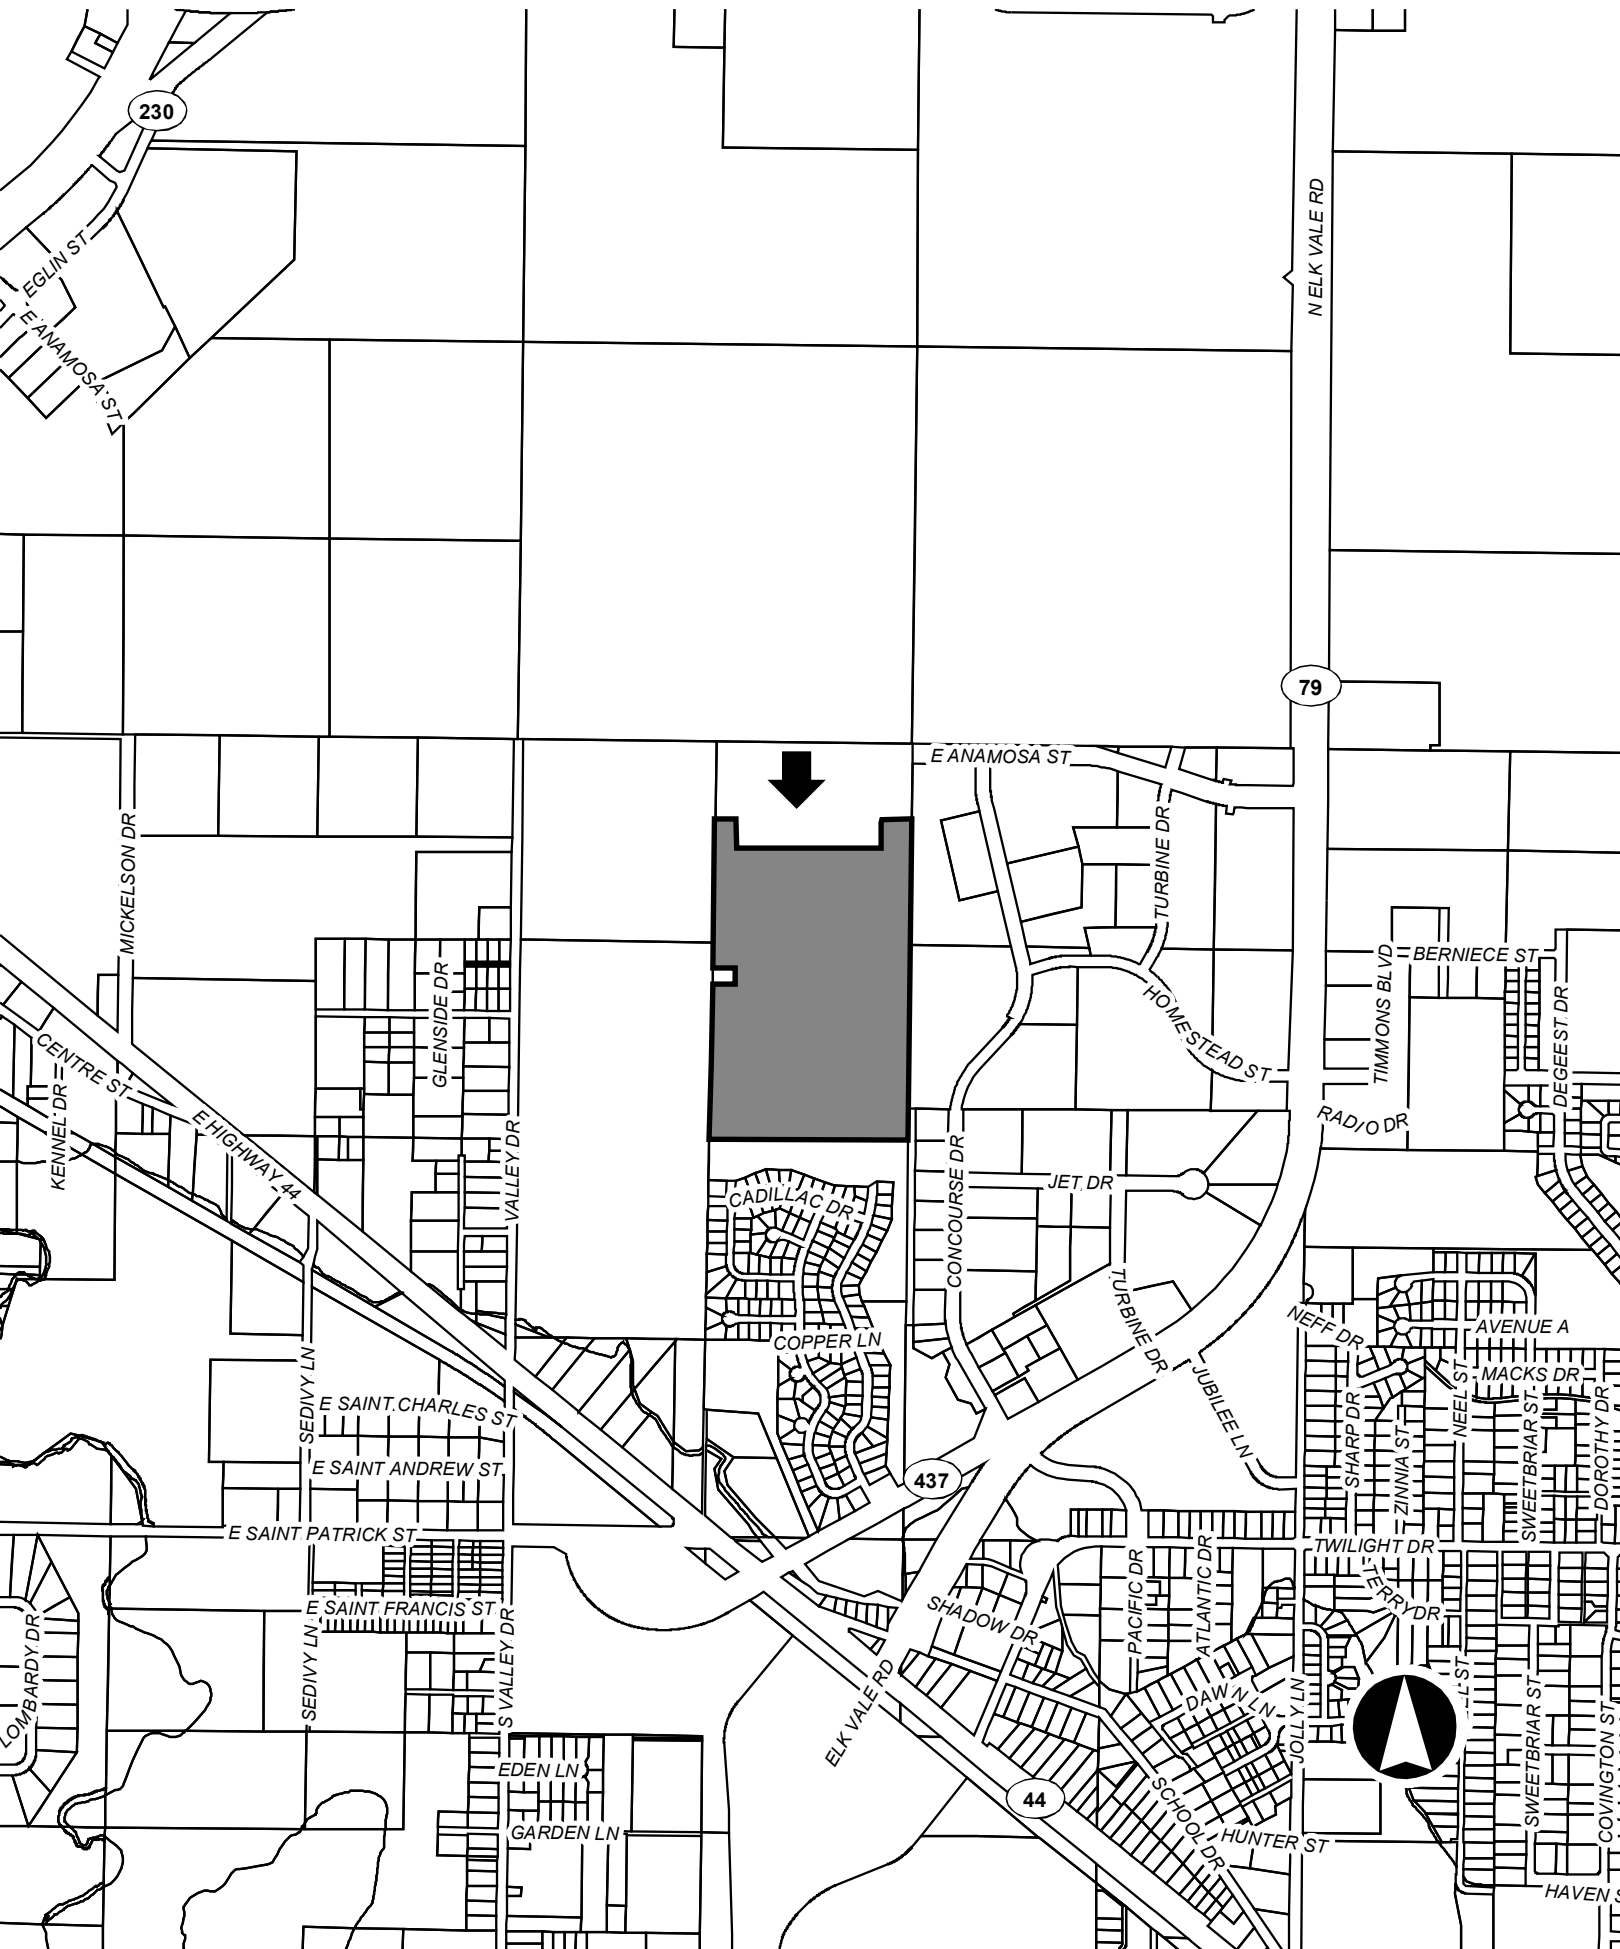 230
EGLIN ST
E ANAMOSA ST
N ELK VALE RD
79
E ANAMOSA ST
MICKELSON DR
TURBINE DR
GLENSIDE DR
BERNIECE ST
TIMMONS BLVD
DEGEEST DR
HOMESTEAD ST
CENTRE ST
KENNEL DR
E HIGHWAY 44
RADIO DR
VALLEY DR
CONCOURSE DR
JET DR
CADILLAC DR
TURBINE DR
COPPER LN
NEFF DR
AVENUE A
MACKS DR
SEDIVY LN
JUBILEE LN
SHARP DR
ZINNIA ST
NEEL ST
SWEETBRIAR ST
DOROTHY DR
E SAINT CHARLES ST
E SAINT ANDREW ST
437
E SAINT PATRICK ST
TWILIGHT DR
PACIFIC DR
ATLANTIC DR
TERRY DR
E SAINT FRANCIS ST
SHADOW DR
LOMBARDY DR
SEDIVY LN
S VALLEY DR
ELK VALE RD
DAWN LN
JOLLY LN
SWEETBRIAR ST
COVINGTON ST
EDEN LN
44
SCHOOL DR
GARDEN LN
HUNTER ST
HAVEN S